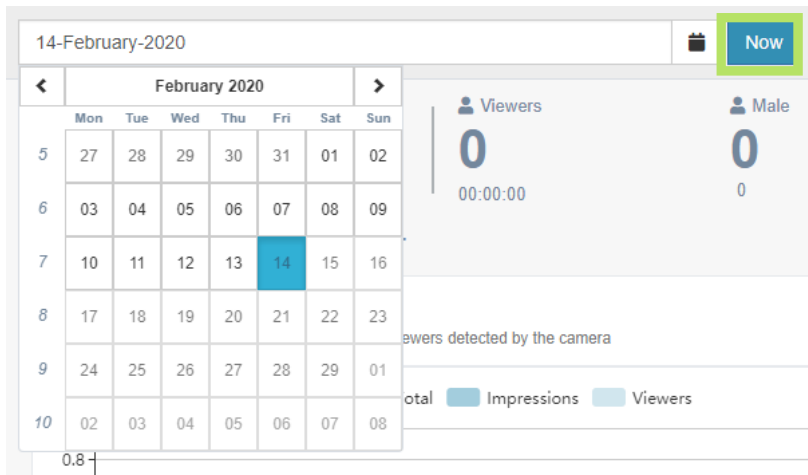 14-February-2020 Now
February 2020
Mon Tue Wed Thu Fri Sat Sun
5 27 28 29 30 31 01 02
6 03 04 05 06 07 08 09
7 10 11 12 13 14 15 16
8 17 18 19 20 21 22 23
9 24 25 26 27 28 29 01
10 02 03 04 05 06 07 08
Viewers Male
0 0
00:00:00 0
ewers detected by the camera
otal Impressions Viewers
0.8